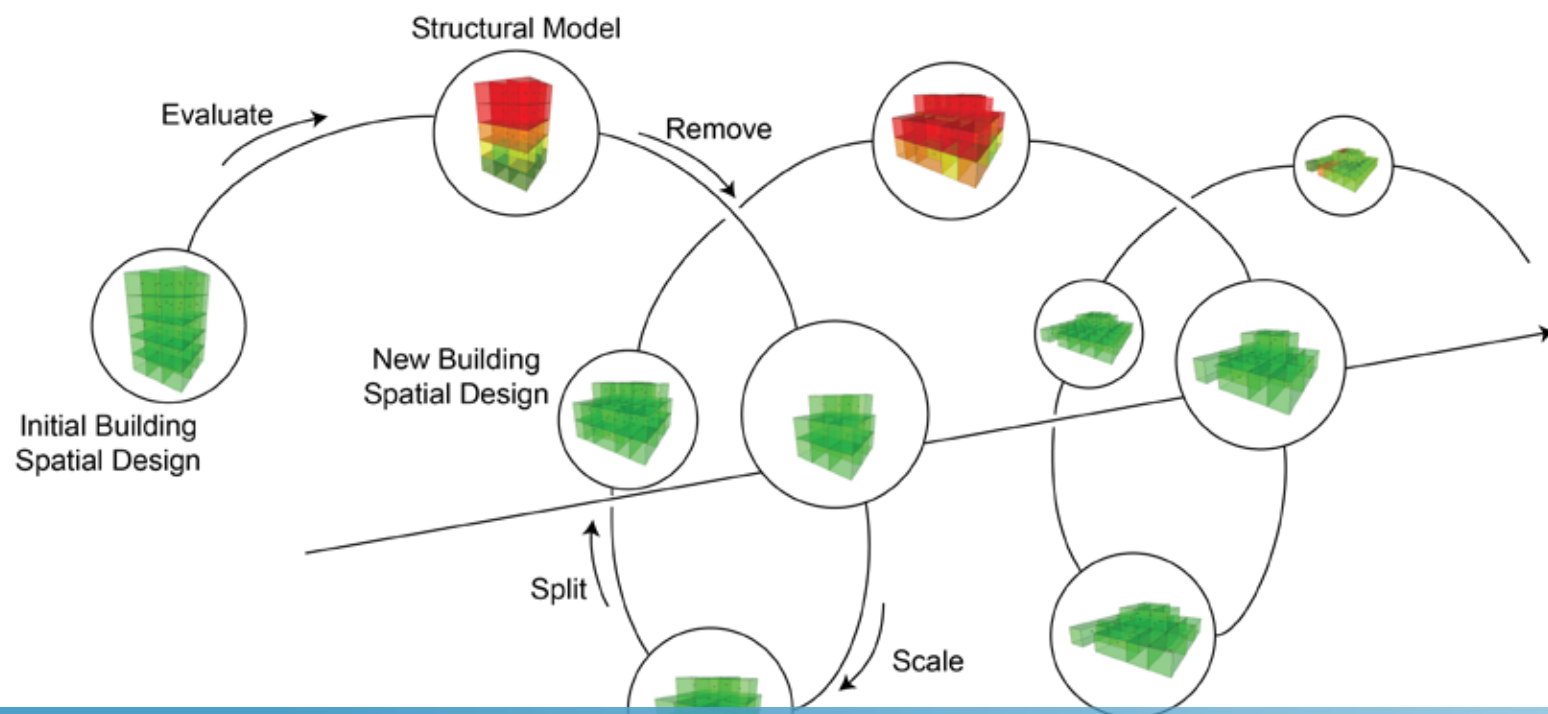 Structural Model
Evaluate
Remove
New Building
Spatial Design
Initial Building
Spatial Design
Split
Scale